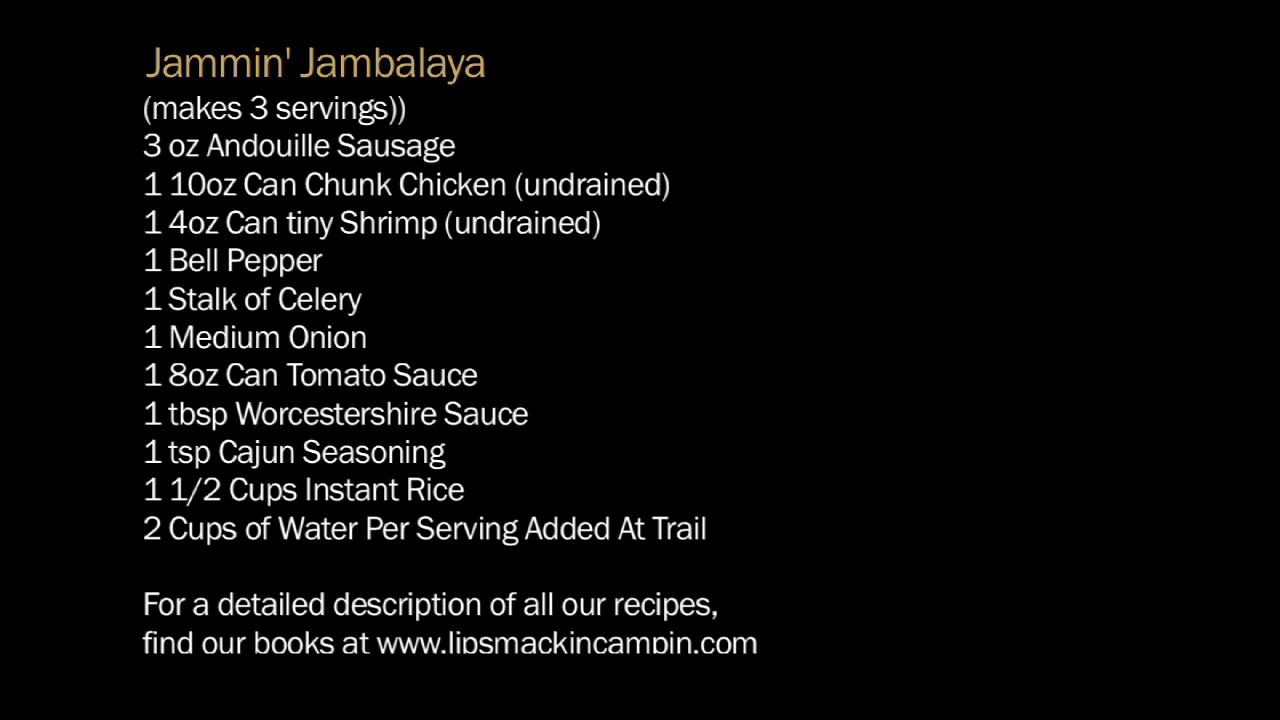 Jammin' Jambalaya
(makes 3 servings))
3 oz Andouille Sausage
1 10oz Can Chunk Chicken (undrained)
1 4oz Can tiny Shrimp (undrained)
1 Bell Pepper
1 Stalk of Celery
1 Medium Onion
1 8oz Can Tomato Sauce
1 tbsp Worcestershire Sauce
1 tsp Cajun Seasoning
1 1/2 Cups Instant Rice
2 Cups of Water Per Serving Added At Trail
For a detailed description of all our recipes,
find our books at www.lipsmackincampin.com